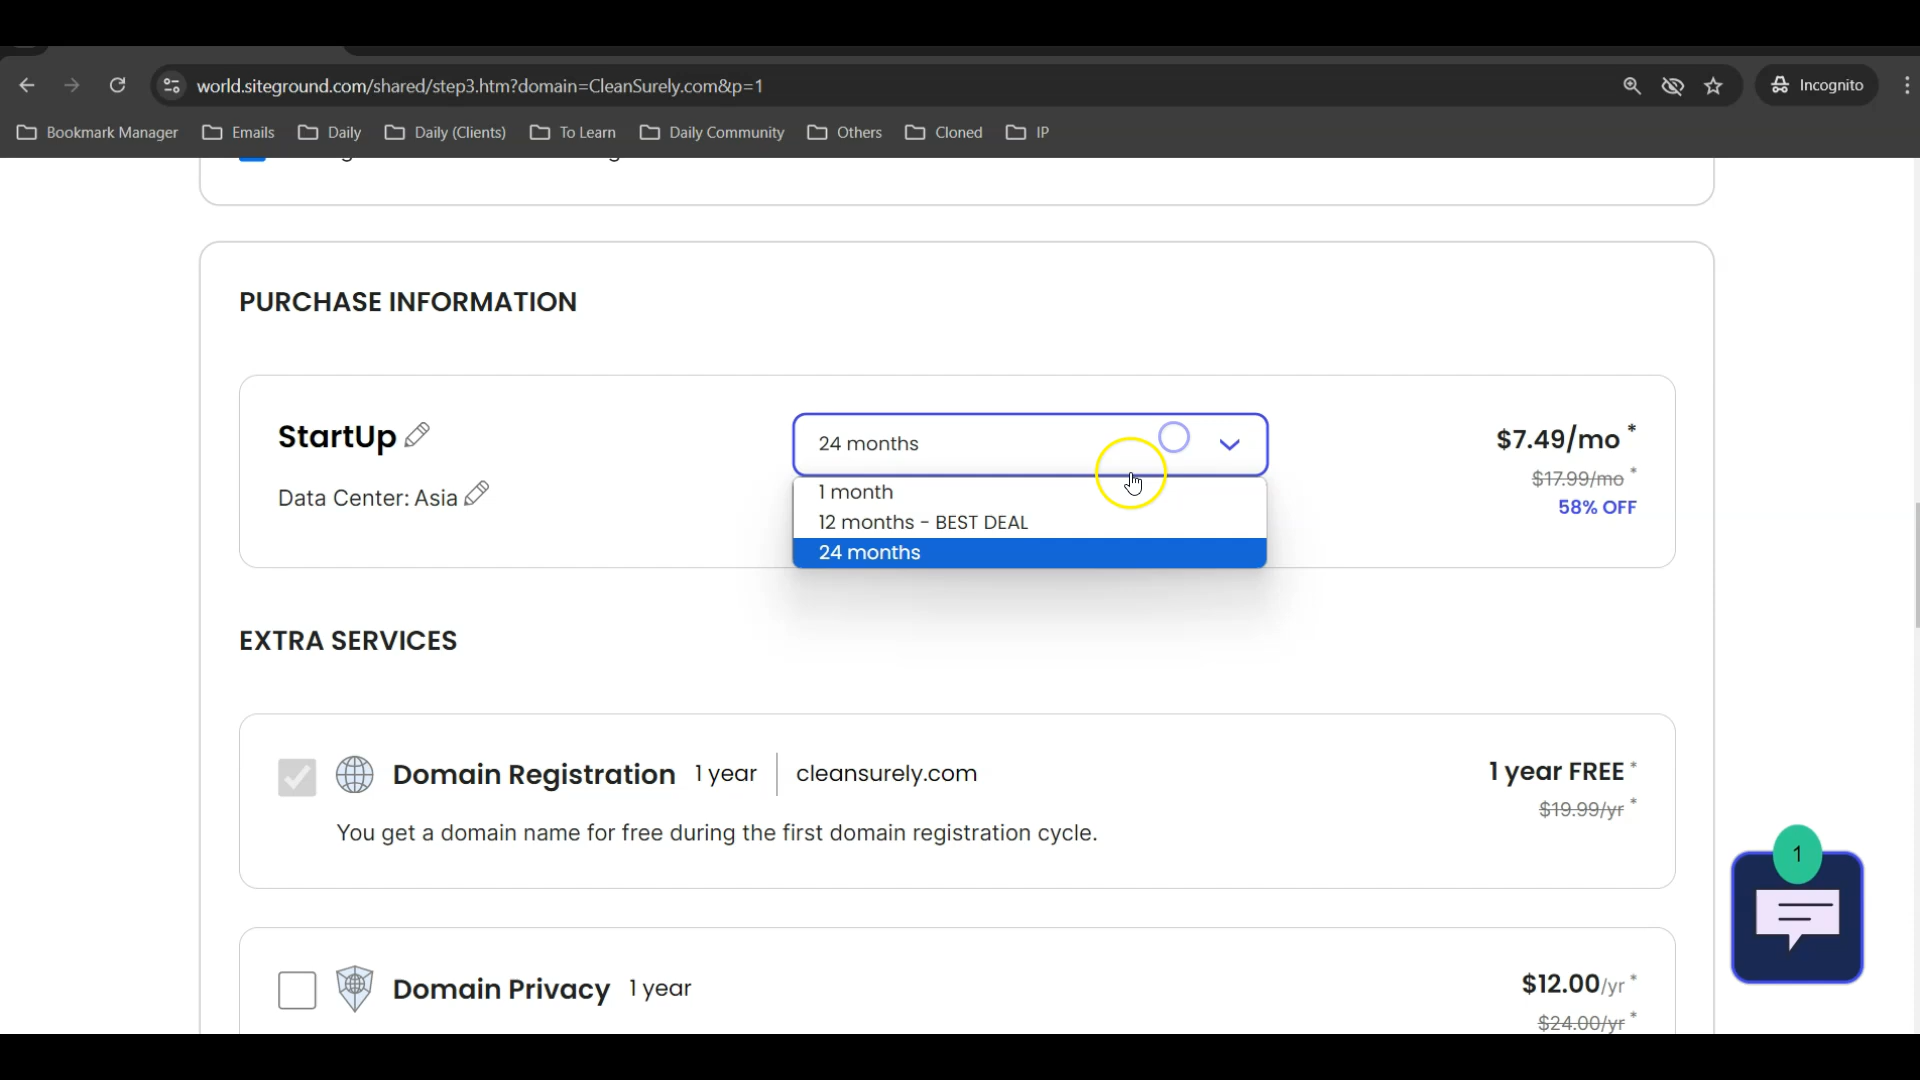 world.siteground.com/shared/step3.htm?domain=CleanSurely.com&p=1
Incognito
Bookmark Manager
Emails
Daily
Daily (Clients)
To Learn
Daily Community
Others
Cloned
IP
PURCHASE INFORMATION
StartUp
24 months
$7.49/mo *
$17.99/mo *
58% OFF
Data Center: Asia
1 month
12 months - BEST DEAL
24 months
EXTRA SERVICES
Domain Registration 1 year | cleansurely.com
1 year FREE *
$19.99/yr *
You get a domain name for free during the first domain registration cycle.
1
Domain Privacy 1 year
$12.00/yr *
$24.00/yr *